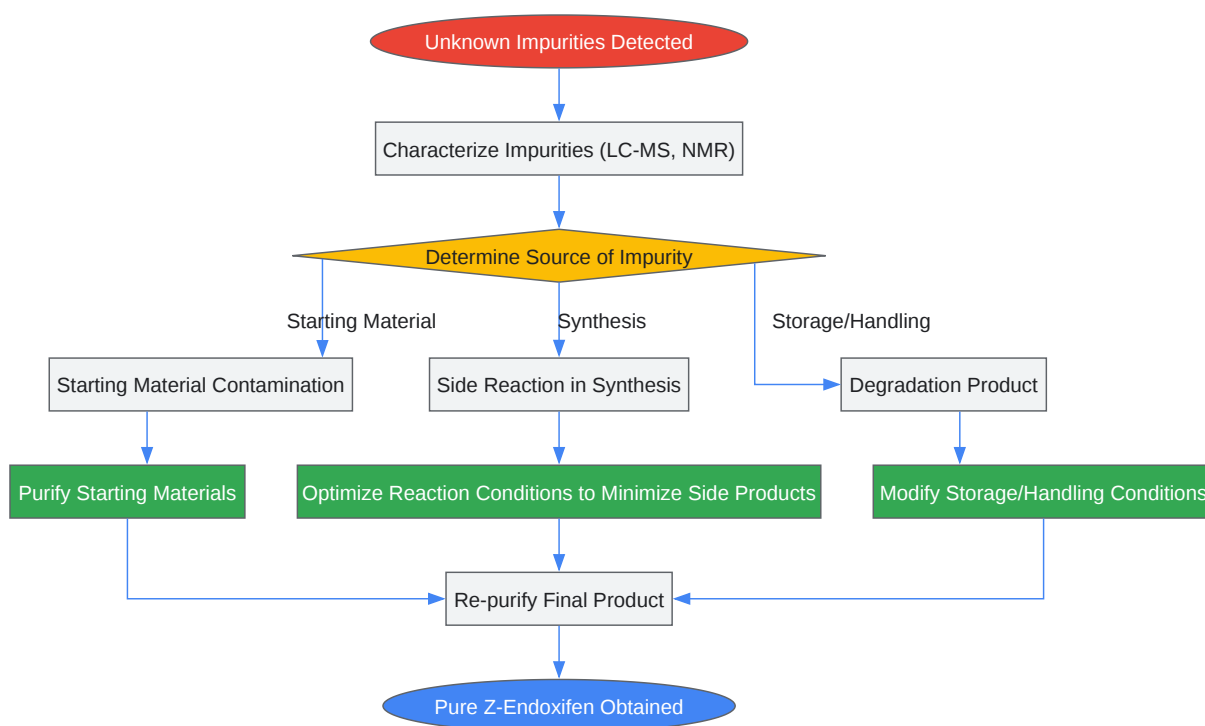 Unknown Impurities Detected
Characterize Impurities (LC-MS, NMR)
Determine Source of Impurity
Starting Material
Synthesis
Storage/Handling
Starting Material Contamination
Side Reaction in Synthesis
Degradation Product
Purify Starting Materials
Optimize Reaction Conditions to Minimize Side Products
Modify Storage/Handling Conditions
Re-purify Final Product
Pure Z-Endoxifen Obtained